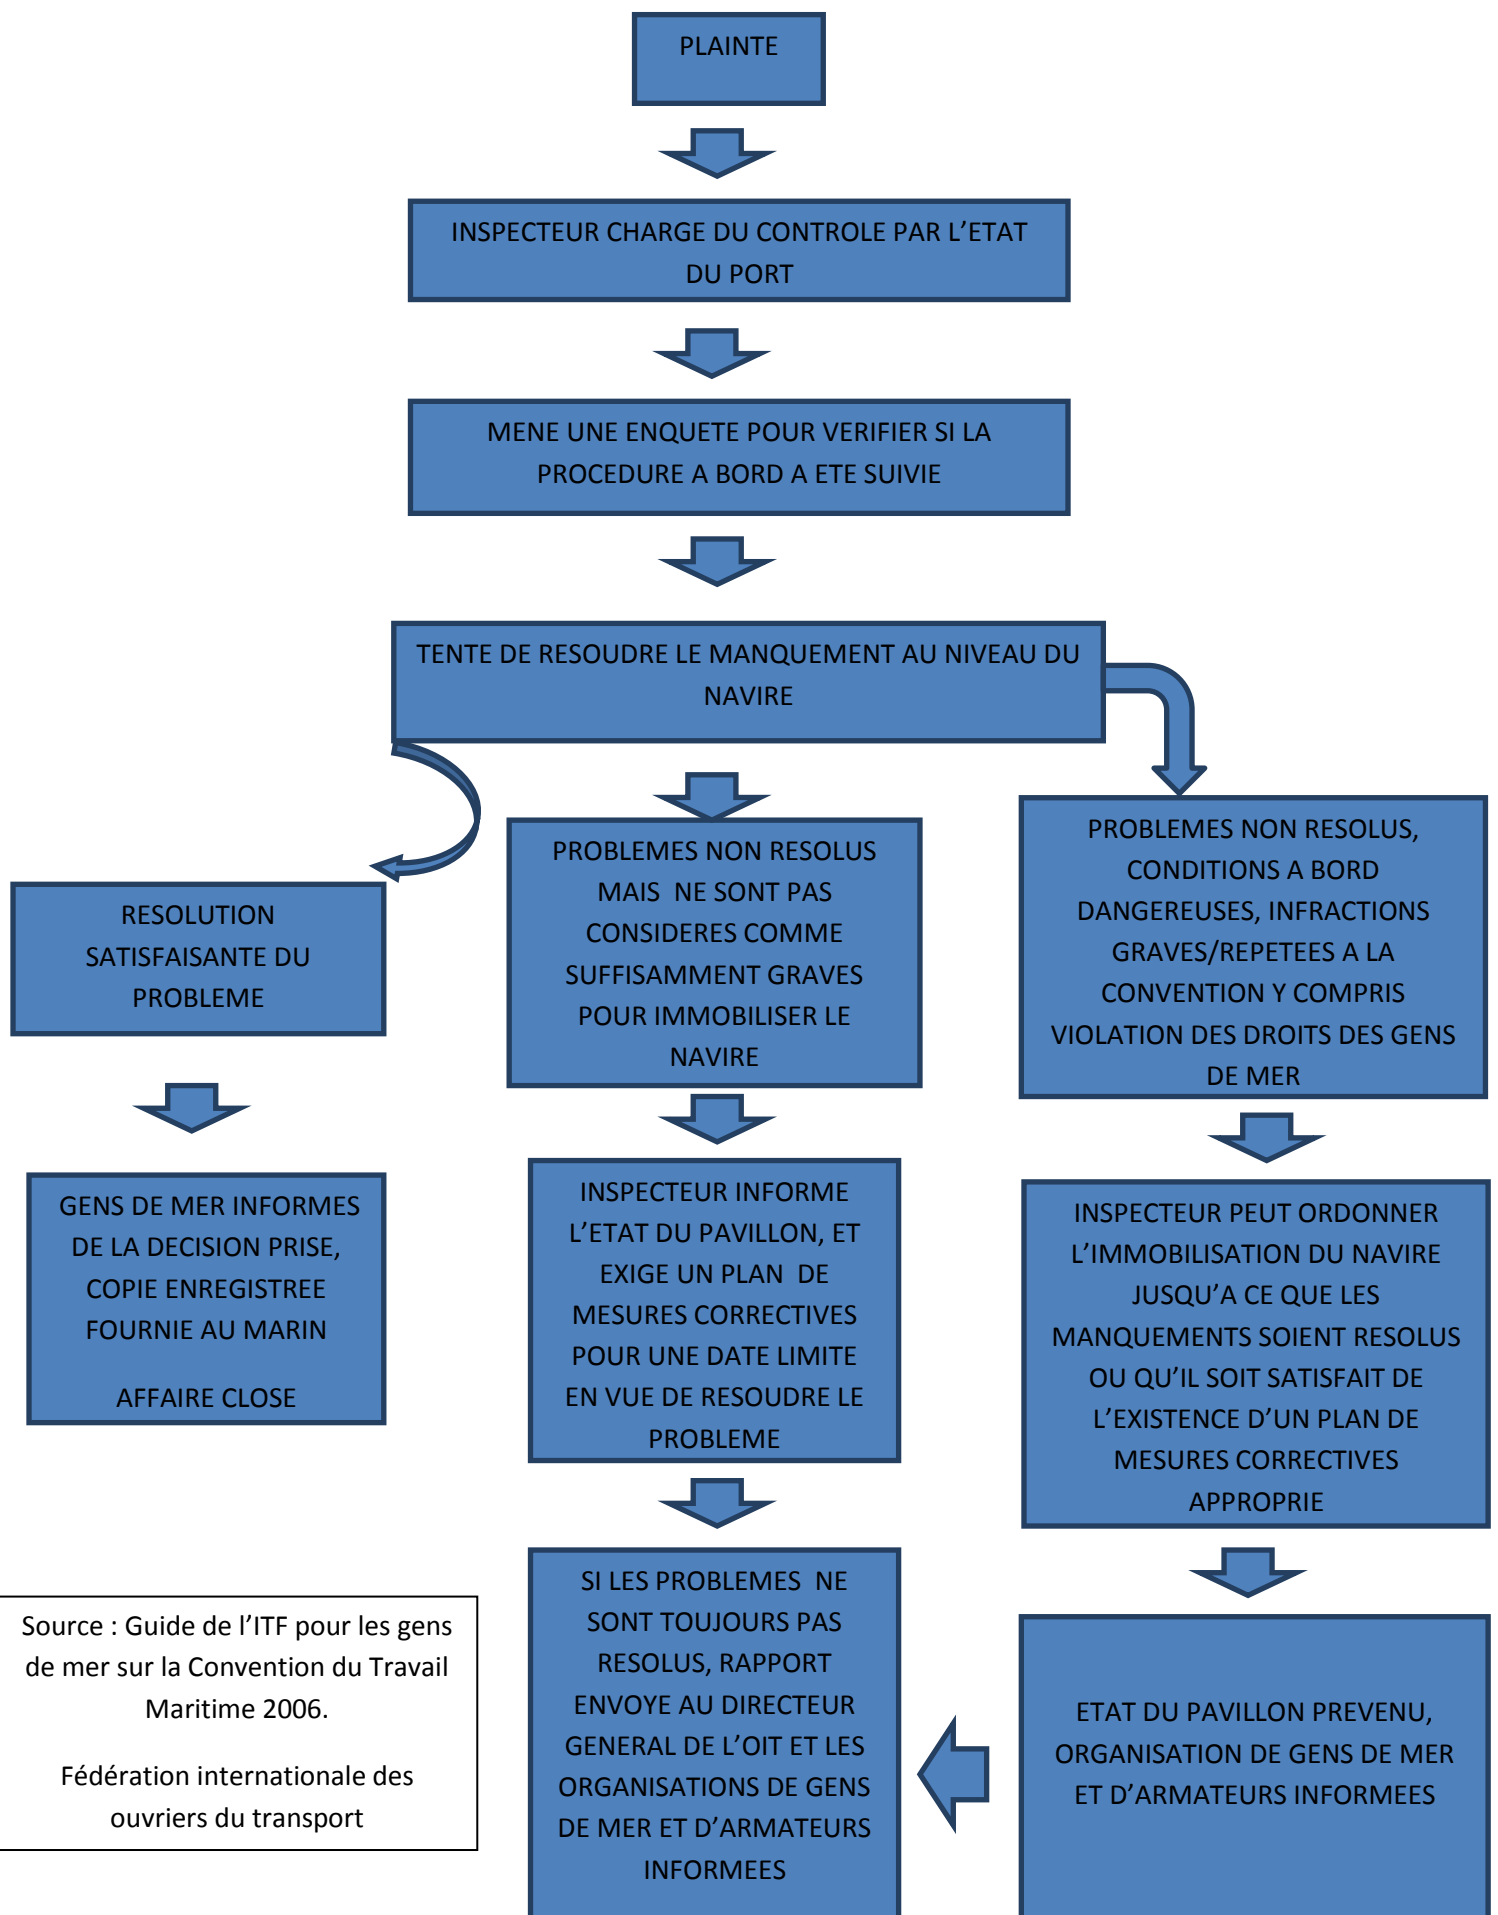 PLAINTE
INSPECTEUR CHARGE DU CONTROLE PAR L’ETAT
DU PORT
MENE UNE ENQUETE POUR VERIFIER SI LA
PROCEDURE A BORD A ETE SUIVIE
TENTE DE RESOUDRE LE MANQUEMENT AU NIVEAU DU
NAVIRE
RESOLUTION
SATISFAISANTE DU
PROBLEME
GENS DE MER INFORMES
DE LA DECISION PRISE,
COPIE ENREGISTREE
FOURNIE AU MARIN
AFFAIRE CLOSE
PROBLEMES NON RESOLUS
MAIS NE SONT PAS
CONSIDERES COMME
SUFFISAMMENT GRAVES
POUR IMMOBILISER LE
NAVIRE
INSPECTEUR INFORME
L’ETAT DU PAVILLON, ET
EXIGE UN PLAN DE
MESURES CORRECTIVES
POUR UNE DATE LIMITE
EN VUE DE RESOUDRE LE
PROBLEME
SI LES PROBLEMES NE
SONT TOUJOURS PAS
RESOLUS, RAPPORT
ENVOYE AU DIRECTEUR
GENERAL DE L’OIT ET LES
ORGANISATIONS DE GENS
DE MER ET D’ARMATEURS
INFORMEES
PROBLEMES NON RESOLUS,
CONDITIONS A BORD
DANGEREUSES, INFRACTIONS
GRAVES/REPETEES A LA
CONVENTION Y COMPRIS
VIOLATION DES DROITS DES GENS
DE MER
INSPECTEUR PEUT ORDONNER
L’IMMOBILISATION DU NAVIRE
JUSQU’A CE QUE LES
MANQUEMENTS SOIENT RESOLUS
OU QU’IL SOIT SATISFAIT DE
L’EXISTENCE D’UN PLAN DE
MESURES CORRECTIVES
APPROPRIE
ETAT DU PAVILLON PREVENU,
ORGANISATION DE GENS DE MER
ET D’ARMATEURS INFORMEES
Source : Guide de l’ITF pour les gens
de mer sur la Convention du Travail
Maritime 2006.
Fédération internationale des
ouvriers du transport